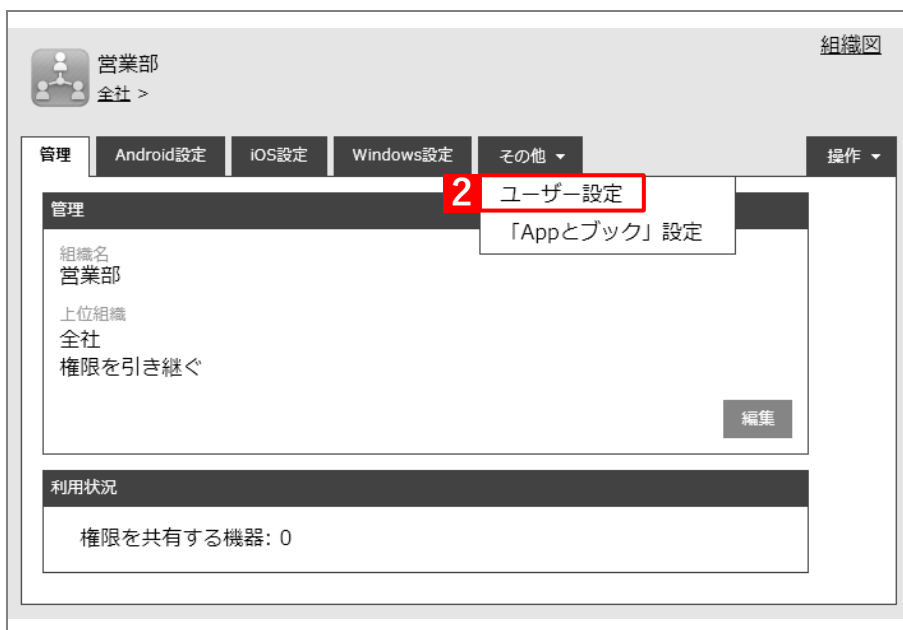 組織図
営業部
全社 >
管理 Android設定 iOS設定 Windows設定 その他 ▼ 操作 ▼
2 ユーザー設定
「Appとブック」設定
管理
組織名
営業部
上位組織
全社
権限を引き継ぐ
編集
利用状況
権限を共有する機器: 0